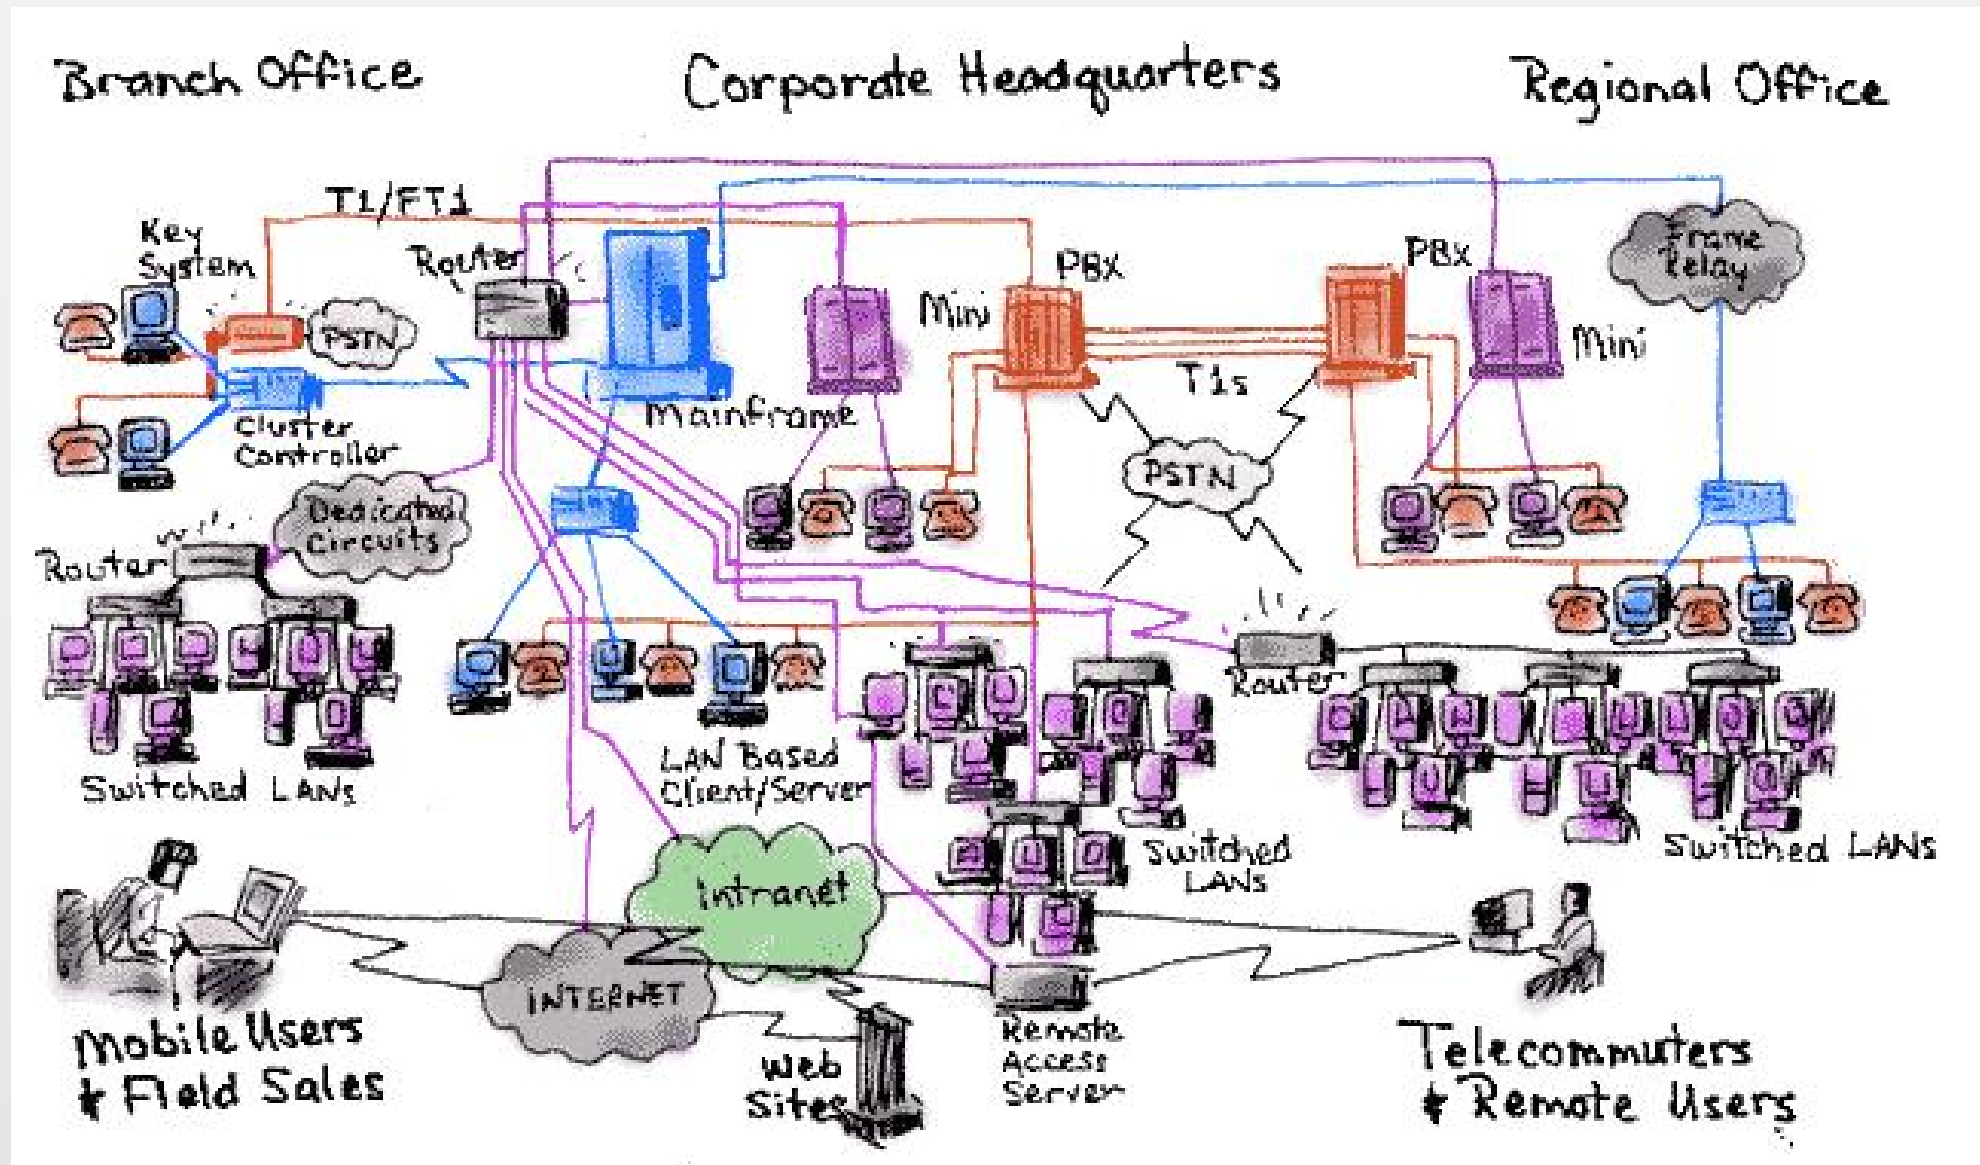 Branch Office
Corporate Headquarters
Regional Office
T1/FT1
Key
System
Router
PBX
PBX
Frame
Relay
PSTN
Mini
Mini
T1s
Mainframe
Cluster
Controller
PSTN
Dedicated
Circuits
Router
Router
LAN Based
Client/Server
Switched LANs
Switched
LANs
Switched LANs
Intranet
INTERNET
Mobile Users
& Field Sales
Web
Sites
Remote
Access
Server
Telecommuters
& Remote Users